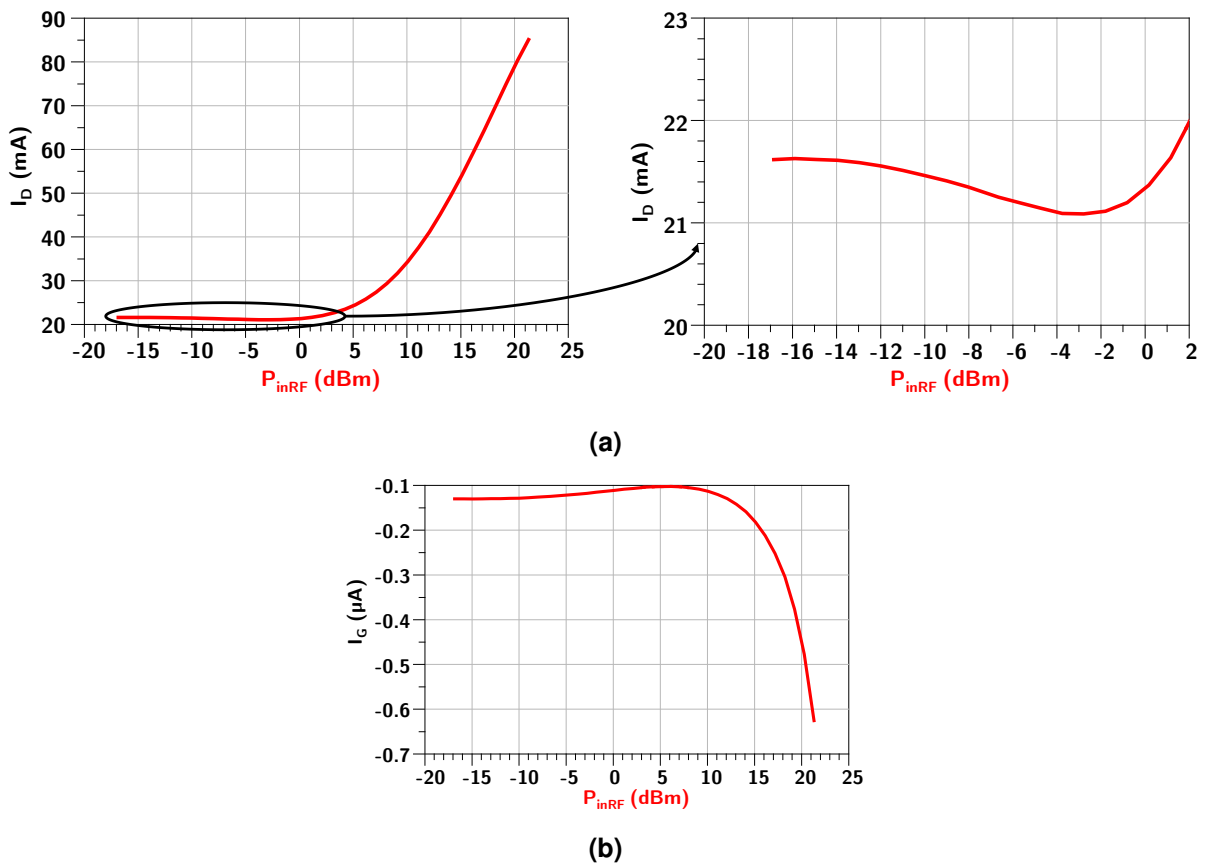 90
80
70
60
50
40
30
20
I_D (mA)
-20 -15 -10 -5 0 5 10 15 20 25
P_inRF (dBm)
23
22
21
20
I_D (mA)
-20 -18 -16 -14 -12 -10 -8 -6 -4 -2 0 2
P_inRF (dBm)
(a)
-0.1
-0.2
-0.3
-0.4
-0.5
-0.6
-0.7
I_G (µA)
-20 -15 -10 -5 0 5 10 15 20 25
P_inRF (dBm)
(b)